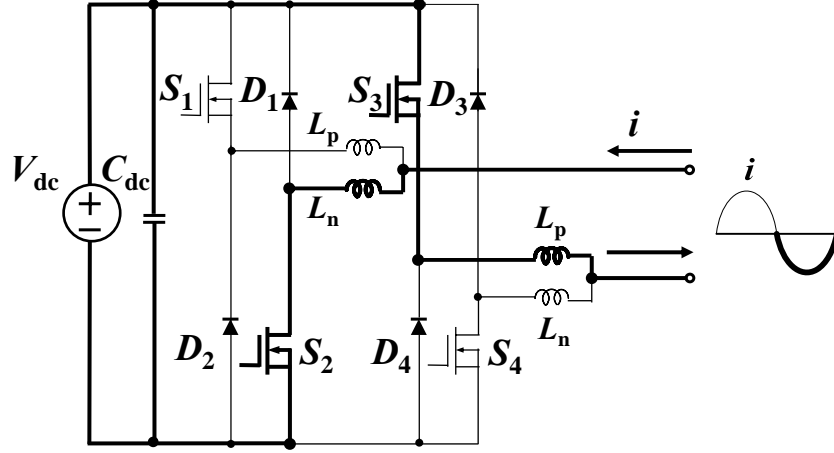 S1 D1 S3 D3
Lp i
Vdc Cdc i
+
−
Ln Lp
Ln
D2 S2 D4 S4